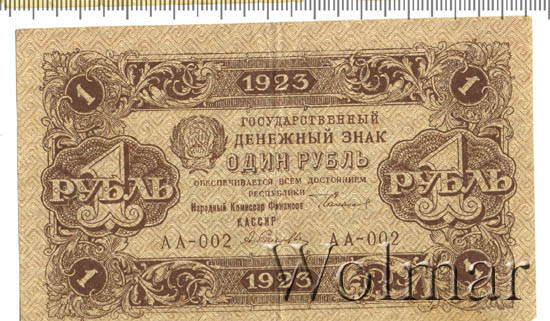 1923
1
1
ГОСУДАРСТВЕННЫЙ
ДЕНЕЖНЫЙ ЗНАК
ОДИН РУБЛЬ
1 РУБЛЬ
1 РУБЛЬ
ОБЕСПЕЧИВАЕТСЯ ВСЕМ ДОСТОЯНИЕМ
РЕСПУБЛИКИ
Народный Комиссар Финансов
КАССИР
АА-002
АА-002
1
1923
1
Wolmar